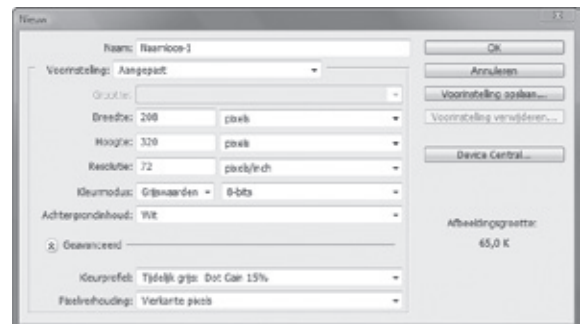 Nieuw
Naam: Naamloos-1
Voorinstelling: Aangepast
Grootte:
Breedte: 208 pixels
Hoogte: 320 pixels
Resolutie: 72 pixels/inch
Kleurmodus: Grijswaarden 8-bits
Achtergrondinhoud: Wit
Geavanceerd
Kleurprofiel: Tijdelijk grijs: Dot Gain 15%
Pixelverhouding: Vierkante pixels
OK
Annuleren
Voorinstelling opslaan...
Voorinstelling verwijderen...
Device Central...
Afbeeldingsgrootte:
65,0 K